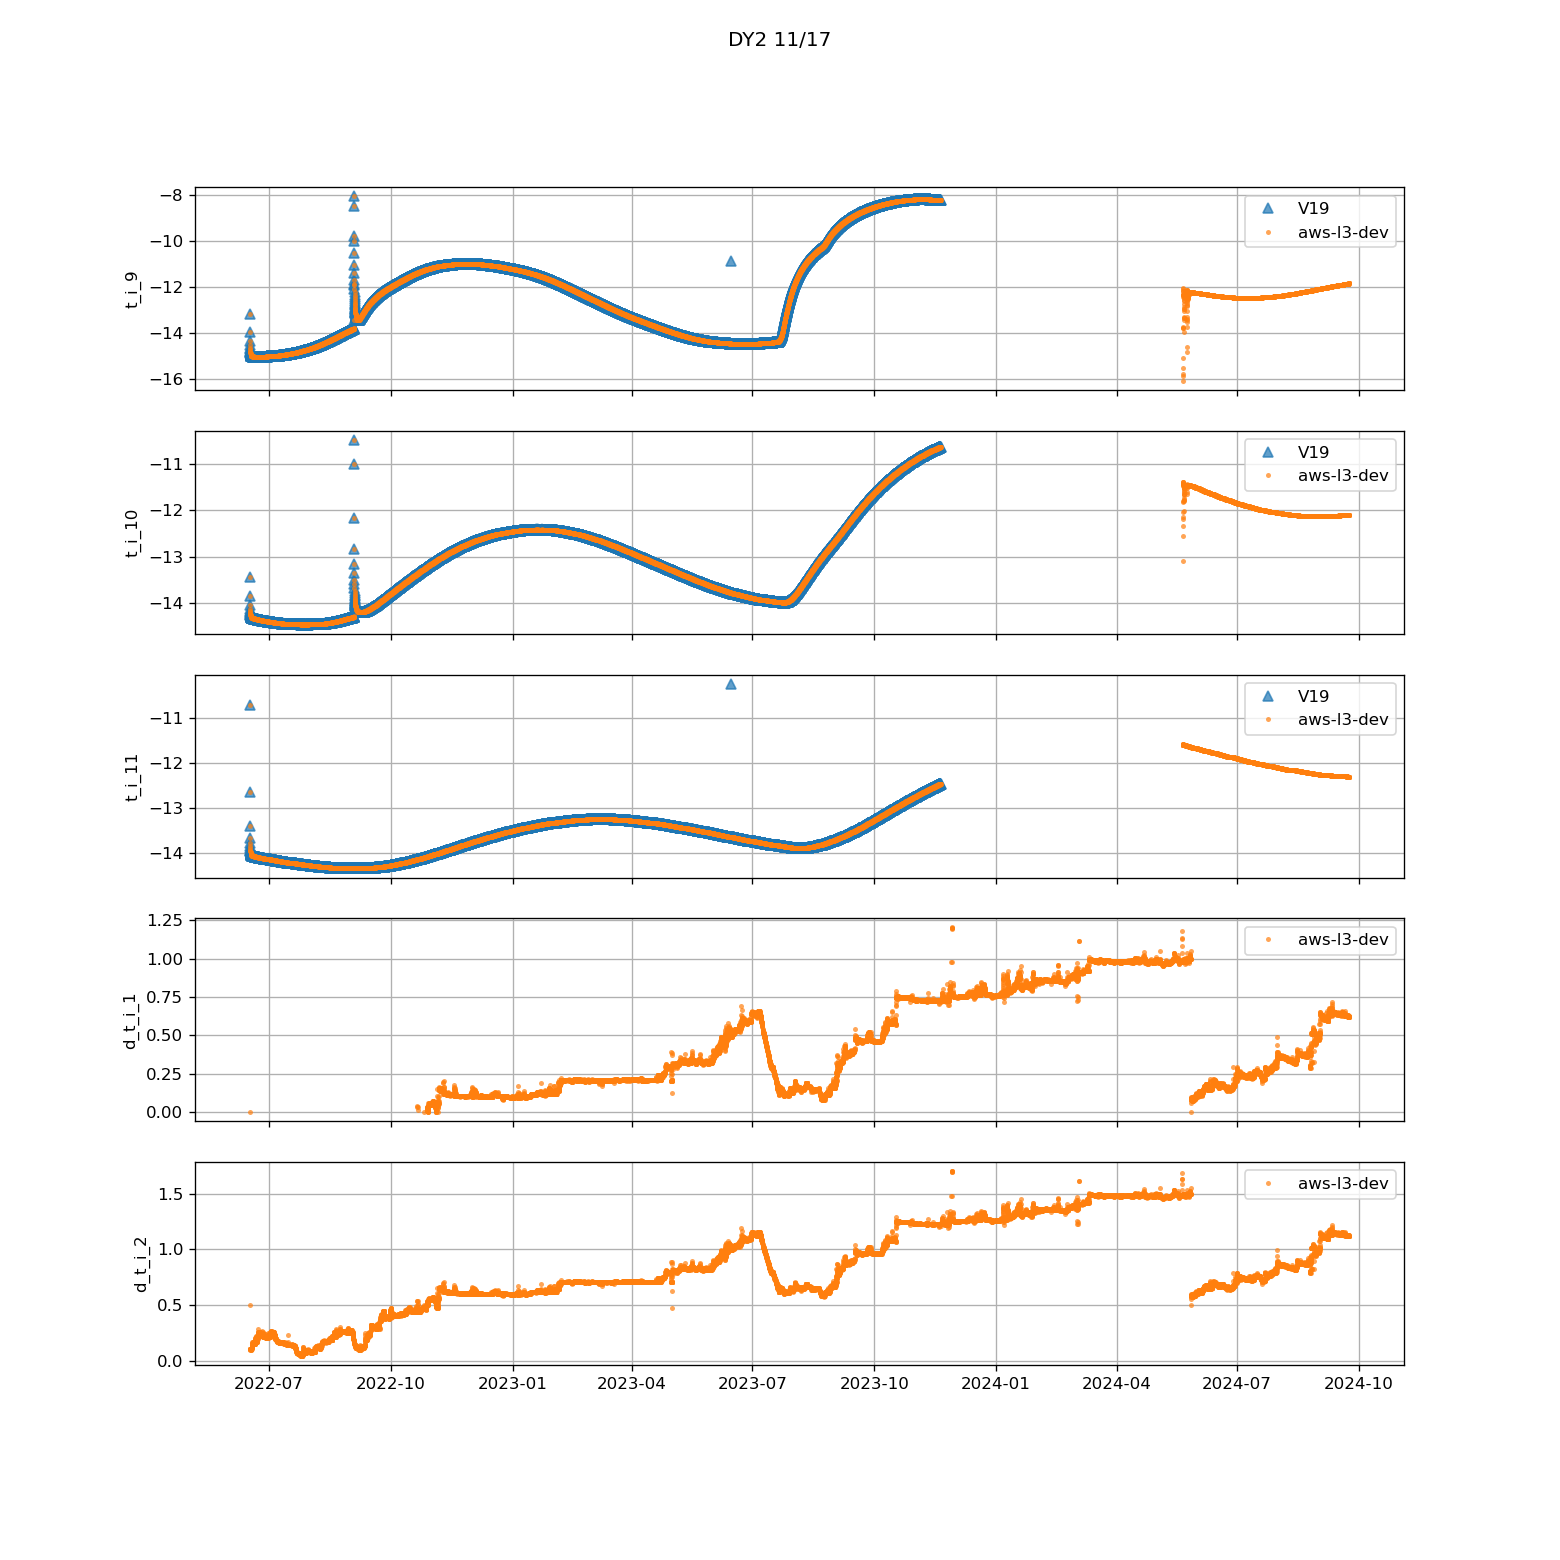 DY2 11/17
−8
−10
−12
−14
−16
t_i_9
V19
aws-l3-dev
−11
−12
−13
−14
t_i_10
V19
aws-l3-dev
−11
−12
−13
−14
t_i_11
V19
aws-l3-dev
1.25
1.00
0.75
0.50
0.25
0.00
d_t_i_1
aws-l3-dev
1.5
1.0
0.5
0.0
d_t_i_2
aws-l3-dev
2022-07 2022-10 2023-01 2023-04 2023-07 2023-10 2024-01 2024-04 2024-07 2024-10